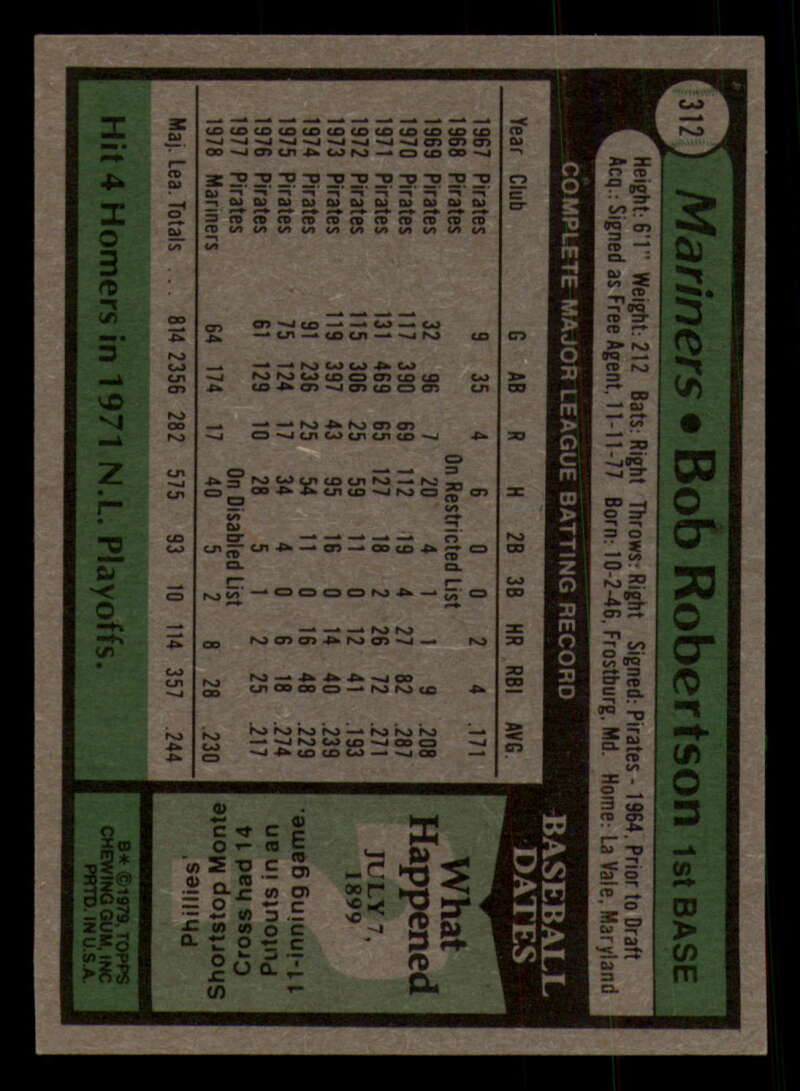 312
Mariners • Bob Robertson 1st BASE
Height: 6'1" Weight: 212 Bats: Right Throws: Right Signed: Pirates - 1964, Prior to Draft
Acq.: Signed as Free Agent, 11-11-77 Born: 10-2-46, Frostburg, Md. Home: La Vale, Maryland
COMPLETE MAJOR LEAGUE BATTING RECORD
Year Club G AB R H 2B 3B HR RBI AVG.
1967 Pirates 9 35 4 6 0 0 2 4 .171
1968 Pirates On Restricted List
1969 Pirates 32 96 7 20 4 1 1 9 .208
1970 Pirates 117 390 69 112 19 4 27 82 .287
1971 Pirates 131 469 65 127 18 2 26 72 .271
1972 Pirates 115 306 25 59 11 0 12 41 .193
1973 Pirates 119 397 43 95 16 0 14 40 .239
1974 Pirates 91 236 25 54 11 0 16 48 .229
1975 Pirates 75 124 17 34 4 0 6 18 .274
1976 Pirates 61 129 10 28 5 1 2 25 .217
1977 Pirates On Disabled List
1978 Mariners 64 174 17 40 5 2 8 28 .230
Maj. Lea. Totals . . . 814 2356 282 575 93 10 114 357 .244
Hit 4 Homers in 1971 N.L. Playoffs.
BASEBALL
DATES
What
Happened
JULY 7,
1899
Phillies'
Shortstop Monte
Cross had 14
Putouts in an
11-inning game.
B* ©1979, TOPPS
CHEWING GUM, INC
PRTD. IN U.S.A.